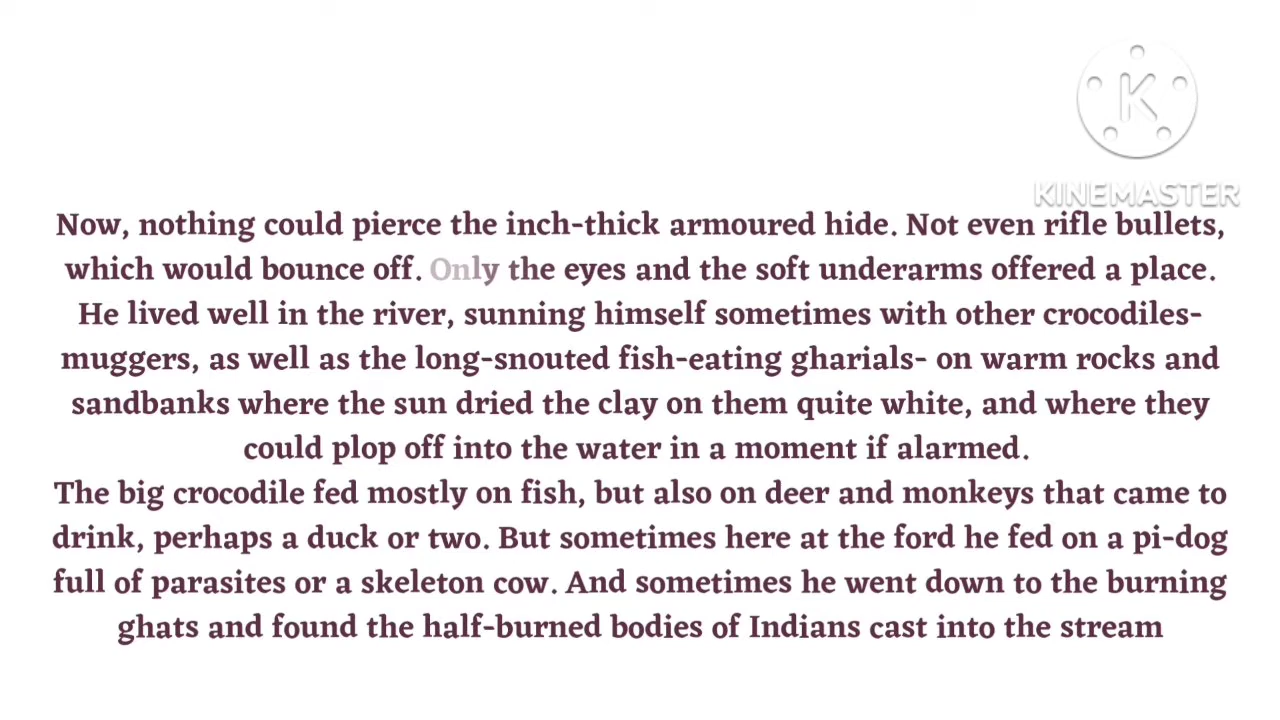 K
KINEMASTER
Now, nothing could pierce the inch-thick armoured hide. Not even rifle bullets,
which would bounce off. Only the eyes and the soft underarms offered a place.
He lived well in the river, sunning himself sometimes with other crocodiles-
muggers, as well as the long-snouted fish-eating gharials- on warm rocks and
sandbanks where the sun dried the clay on them quite white, and where they
could plop off into the water in a moment if alarmed.
The big crocodile fed mostly on fish, but also on deer and monkeys that came to
drink, perhaps a duck or two. But sometimes here at the ford he fed on a pi-dog
full of parasites or a skeleton cow. And sometimes he went down to the burning
ghats and found the half-burned bodies of Indians cast into the stream